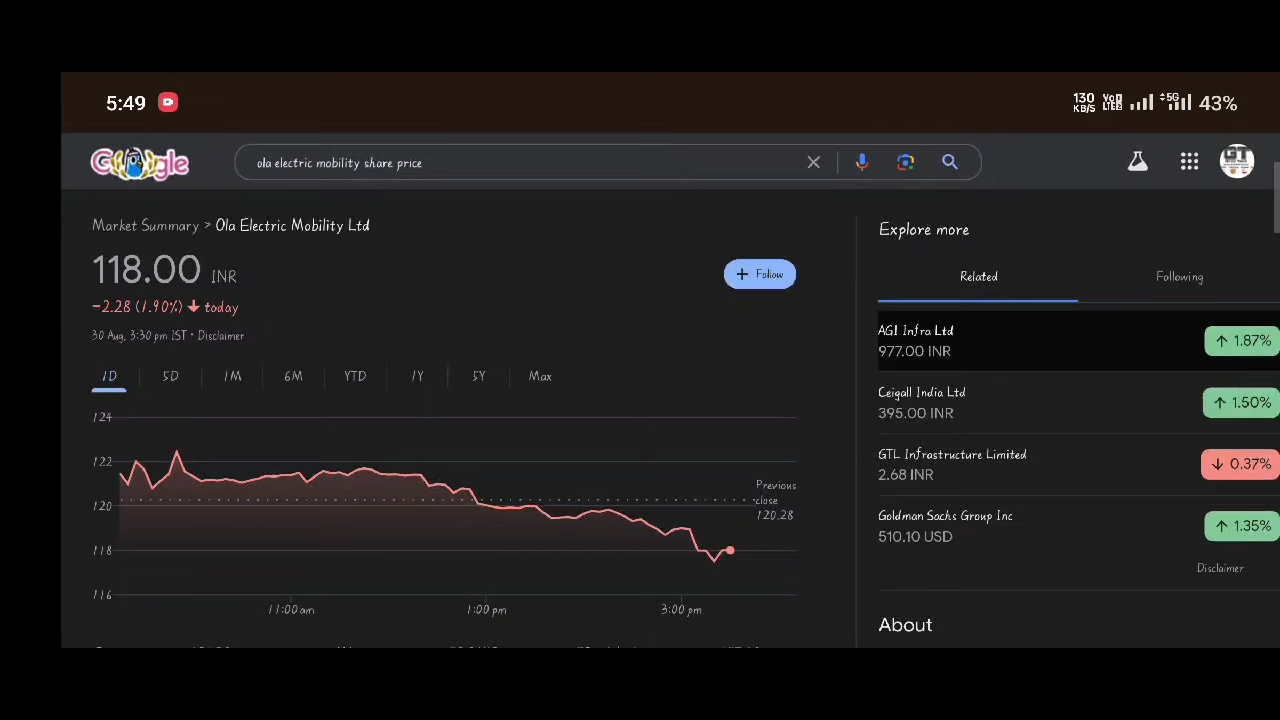 5:49
130 KB/S VoD LTEB 5G 43%
Google
ola electric mobility share price
GT
Market Summary > Ola Electric Mobility Ltd
118.00 INR
+ Follow
−2.28 (1.90%) ↓ today
30 Aug, 3:30 pm IST • Disclaimer
1D 5D 1M 6M YTD 1Y 5Y Max
124
122
120
118
116
Previous
close
120.28
11:00 am 1:00 pm 3:00 pm
Explore more
Related Following
AGI Infra Ltd
977.00 INR
↑ 1.87%
Ceigall India Ltd
395.00 INR
↑ 1.50%
GTL Infrastructure Limited
2.68 INR
↓ 0.37%
Goldman Sachs Group Inc
510.10 USD
↑ 1.35%
Disclaimer
About